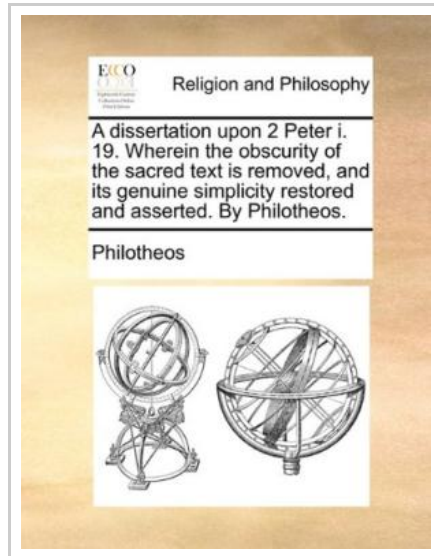 ECCO
Religion and Philosophy
A dissertation upon 2 Peter i.
19. Wherein the obscurity of
the sacred text is removed, and
its genuine simplicity restored
and asserted. By Philotheos.
Philotheos